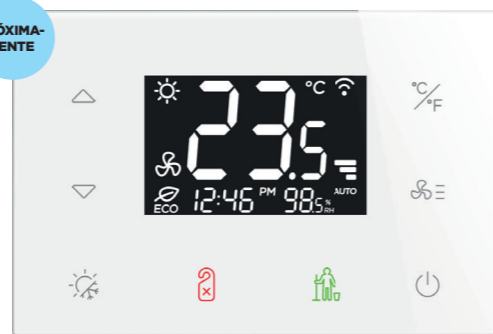 ÓXIMA-
ENTE
°C
23.5
°C/°F
ECO 12:46 PM 98.5 % RH AUTO